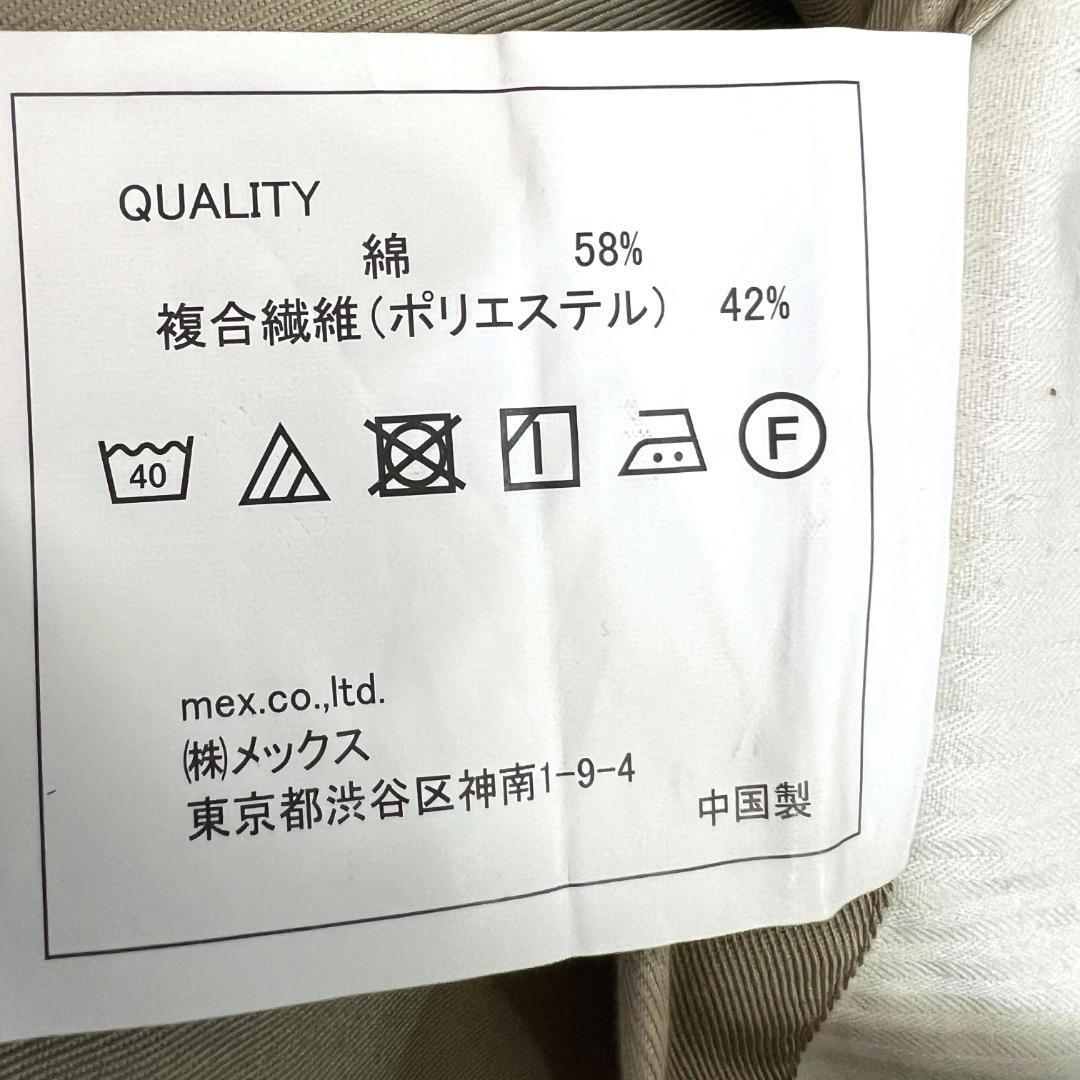 QUALITY
綿 58%
複合繊維(ポリエステル) 42%
40 F
mex.co.,ltd.
㈱メックス
東京都渋谷区神南1-9-4
中国製